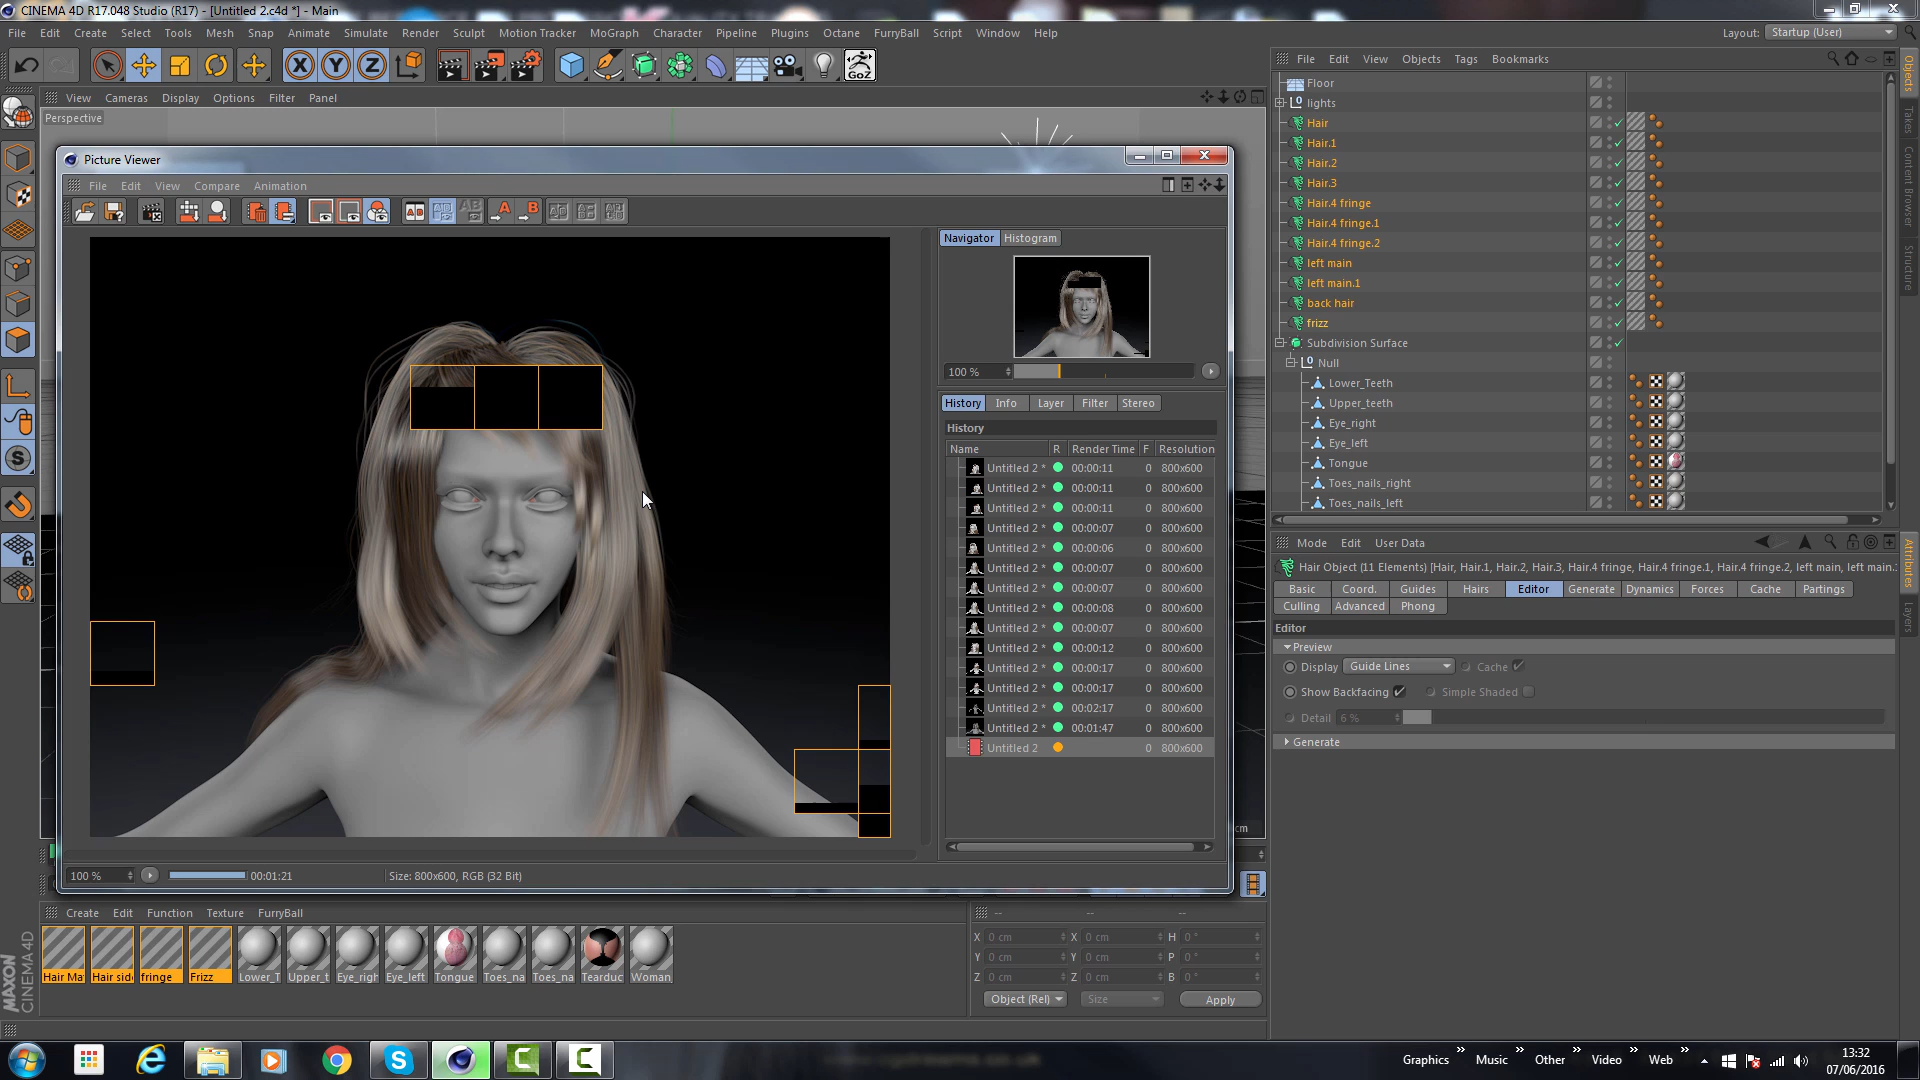 CINEMA 4D R17.048 Studio (R17) - [Untitled 2.c4d *] - Main
File Edit Create Select Tools Mesh Snap Animate Simulate Render Sculpt Motion Tracker MoGraph Character Pipeline Plugins Octane FurryBall Script Window Help
Layout: Startup (User)
X Y Z GoZ
View Cameras Display Options Filter Panel
Perspective
File Edit View Objects Tags Bookmarks
Floor
lights
Hair
Hair.1
Hair.2
Hair.3
Hair.4 fringe
Hair.4 fringe.1
Hair.4 fringe.2
left main
left main.1
back hair
frizz
Subdivision Surface
Null
Lower_Teeth
Upper_teeth
Eye_right
Eye_left
Tongue
Toes_nails_right
Toes_nails_left
Objects
Takes
Content Browser
Structure
Picture Viewer
File Edit View Compare Animation
Navigator Histogram
100 %
History Info Layer Filter Stereo
History
Name R Render Time F Resolution
Untitled 2 * 00:00:11 0 800x600
Untitled 2 * 00:00:11 0 800x600
Untitled 2 * 00:00:11 0 800x600
Untitled 2 * 00:00:07 0 800x600
Untitled 2 * 00:00:06 0 800x600
Untitled 2 * 00:00:07 0 800x600
Untitled 2 * 00:00:07 0 800x600
Untitled 2 * 00:00:08 0 800x600
Untitled 2 * 00:00:07 0 800x600
Untitled 2 * 00:00:12 0 800x600
Untitled 2 * 00:00:17 0 800x600
Untitled 2 * 00:00:17 0 800x600
Untitled 2 * 00:02:17 0 800x600
Untitled 2 * 00:01:47 0 800x600
Untitled 2 0 800x600
100 % 00:01:21 Size: 800x600, RGB (32 Bit)
cm
Mode Edit User Data
Hair Object (11 Elements) [Hair, Hair.1, Hair.2, Hair.3, Hair.4 fringe, Hair.4 fringe.1, Hair.4 fringe.2, left main, left main.:
Basic Coord. Guides Hairs Editor Generate Dynamics Forces Cache Partings
Culling Advanced Phong
Editor
Preview
Display Guide Lines Cache
Show Backfacing Simple Shaded
Detail 6 %
Generate
Attributes
Layers
Create Edit Function Texture FurryBall
Hair Ma Hair sid fringe Frizz Lower_T Upper_t Eye_righ Eye_left Tongue Toes_na Toes_na Tearduc Woman_
-- -- --
X 0 cm X 0 cm H 0 °
Y 0 cm Y 0 cm P 0 °
Z 0 cm Z 0 cm B 0 °
Object (Rel) Size Apply
MAXON
CINEMA 4D
Graphics Music Other Video Web
13:32
07/06/2016